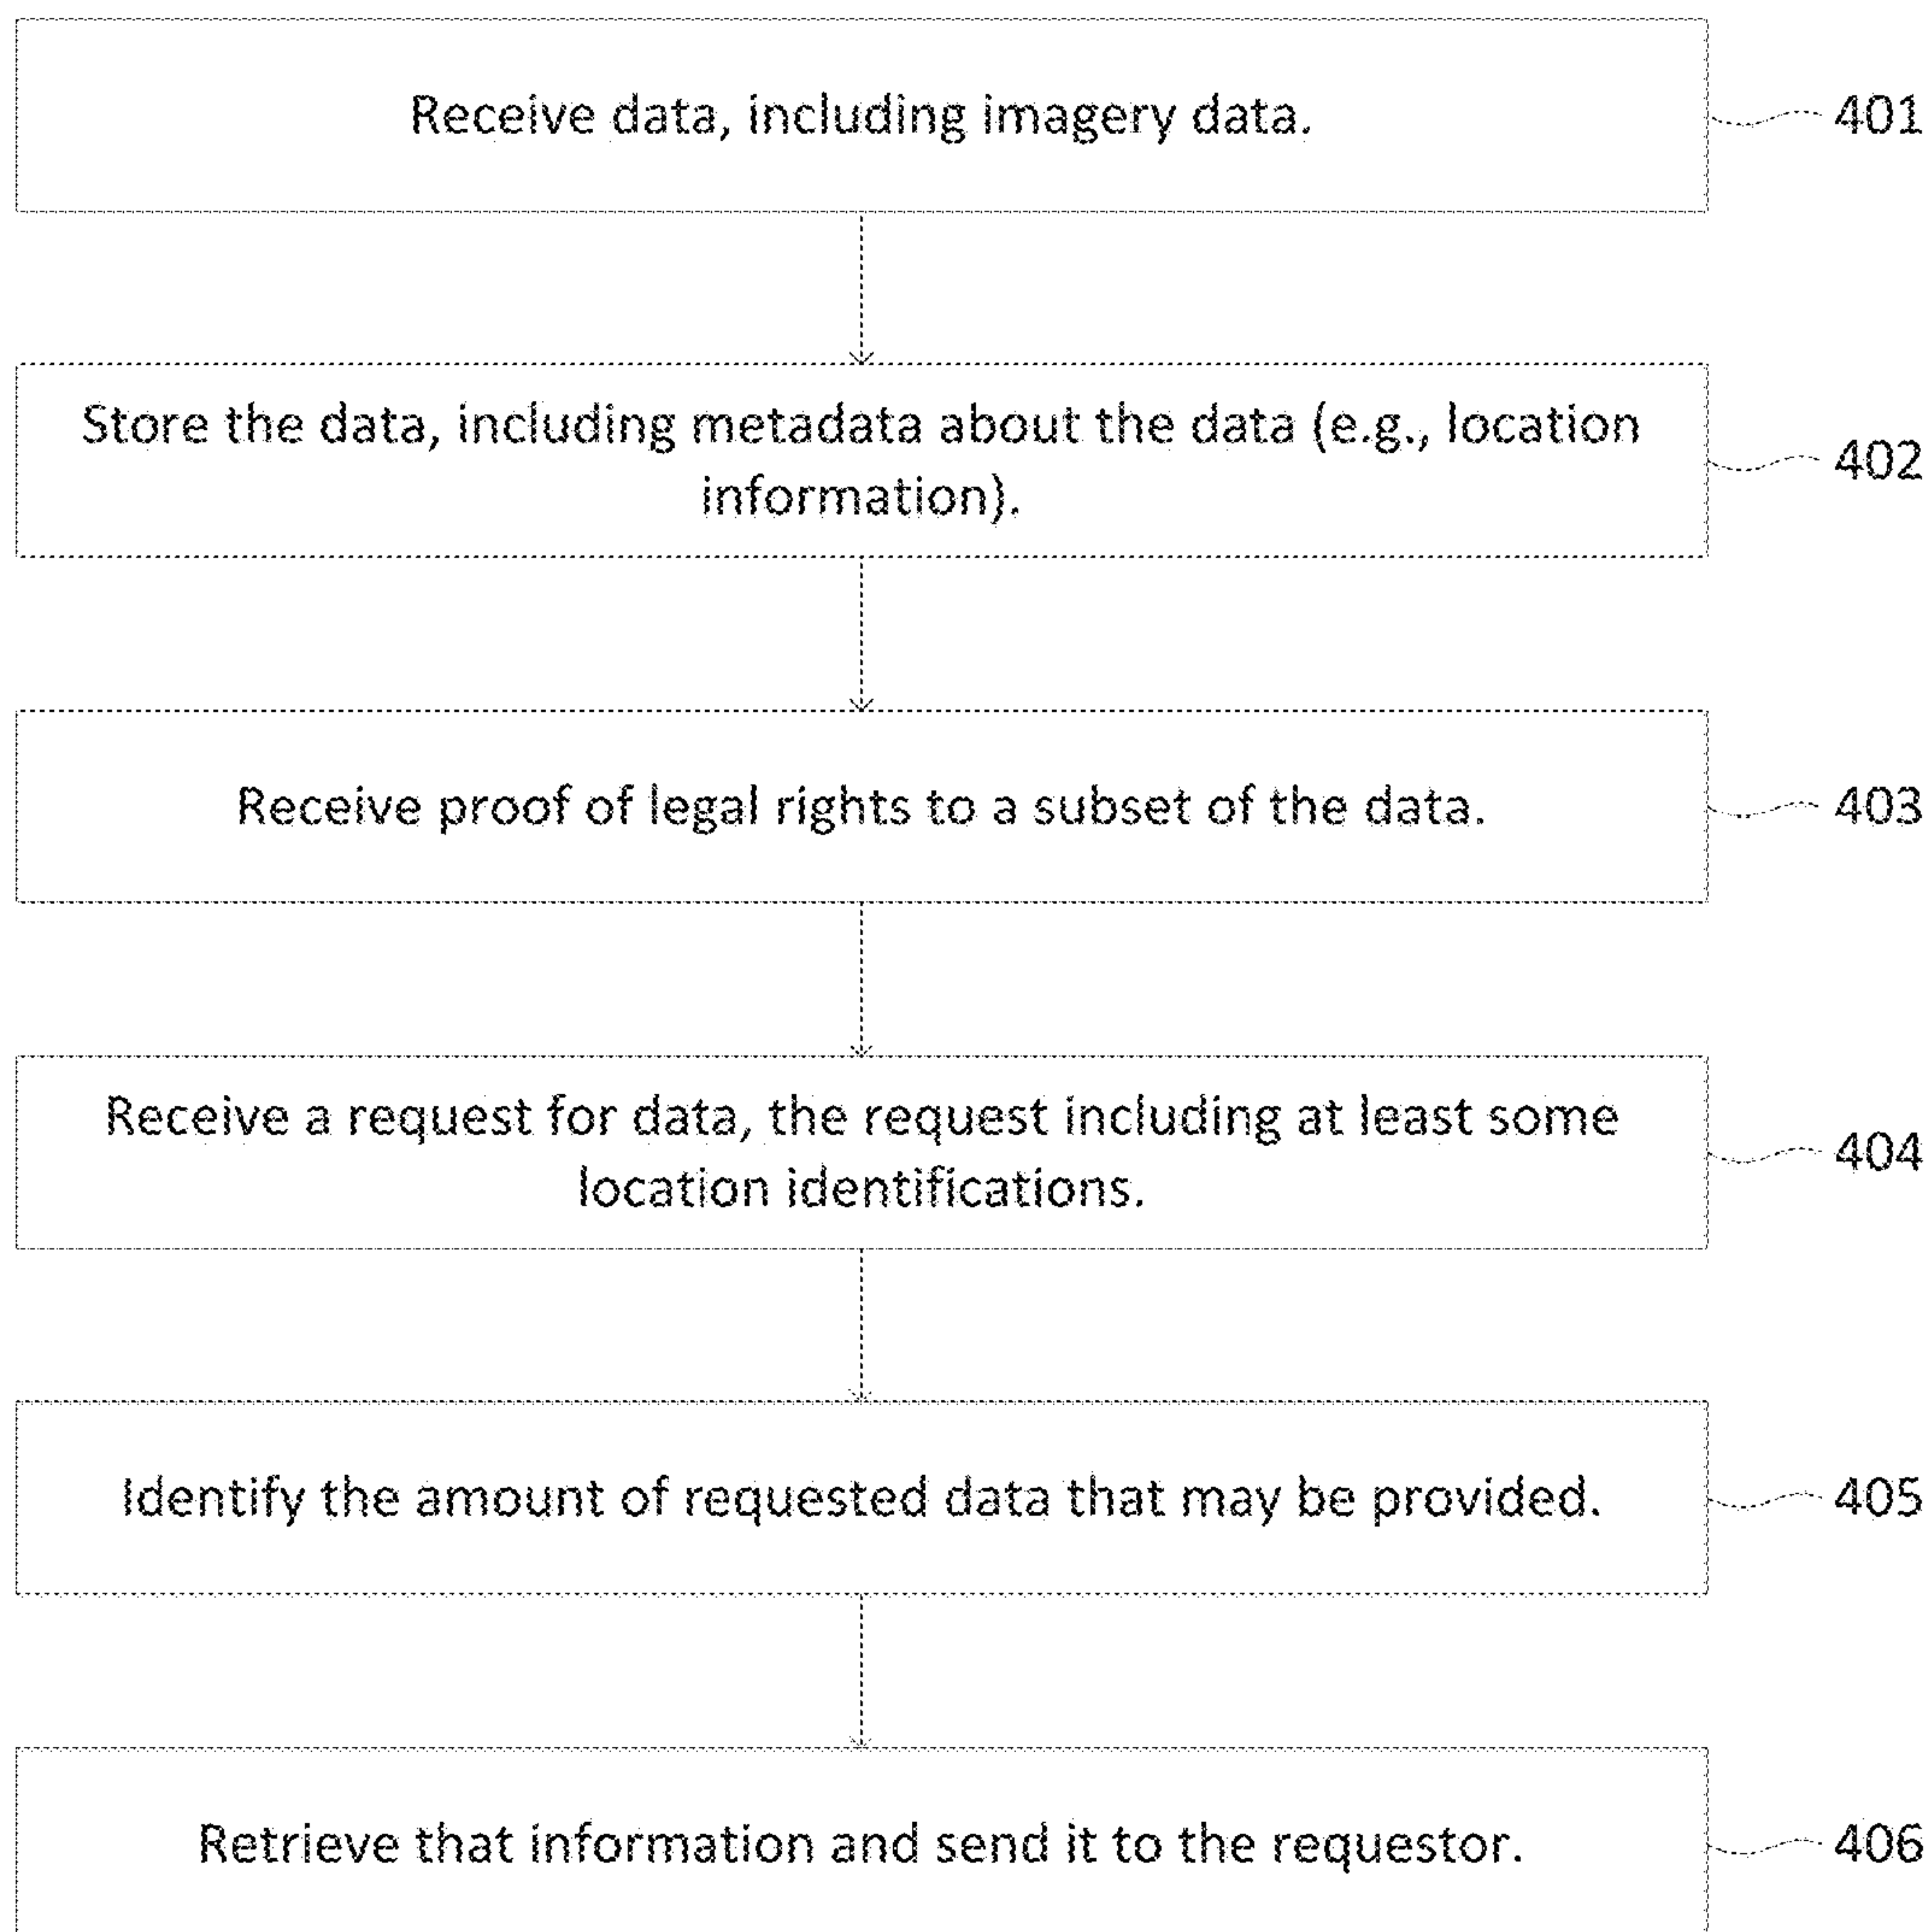 Receive data, including imagery data.
401
Store the data, including metadata about the data (e.g., location
information).
402
Receive proof of legal rights to a subset of the data.
403
Receive a request for data, the request including at least some
location identifications.
404
Identify the amount of requested data that may be provided.
405
Retrieve that information and send it to the requestor.
406